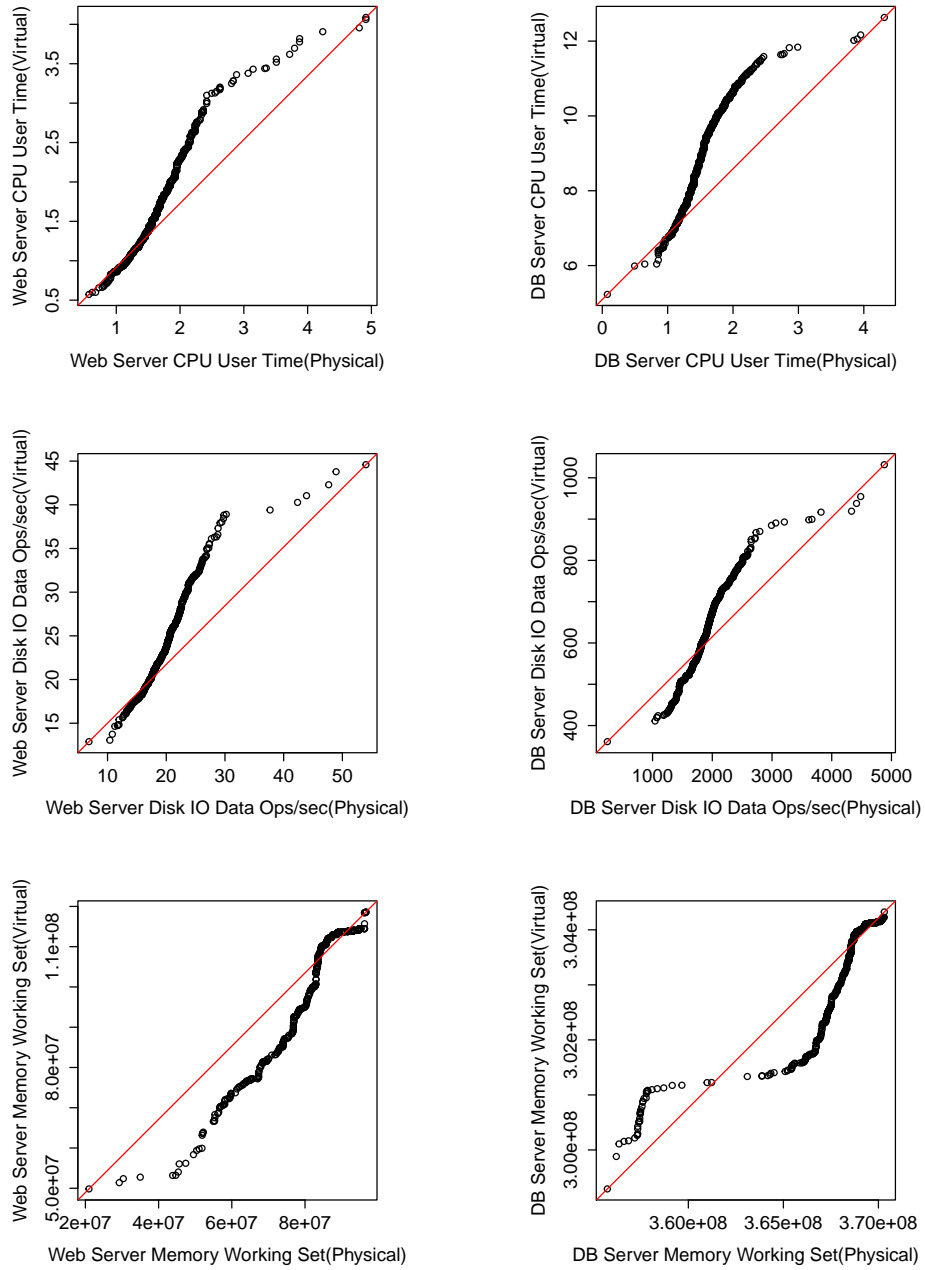 Web Server CPU User Time(Virtual)
0.5 1.5 2.5 3.5
1 2 3 4 5
Web Server CPU User Time(Physical)
DB Server CPU User Time(Virtual)
6 8 10 12
0 1 2 3 4
DB Server CPU User Time(Physical)
Web Server Disk IO Data Ops/sec(Virtual)
15 20 25 30 35 40 45
10 20 30 40 50
Web Server Disk IO Data Ops/sec(Physical)
DB Server Disk IO Data Ops/sec(Virtual)
400 600 800 1000
1000 2000 3000 4000 5000
DB Server Disk IO Data Ops/sec(Physical)
Web Server Memory Working Set(Virtual)
5.0e+07 8.0e+07 1.1e+08
2e+07 4e+07 6e+07 8e+07
Web Server Memory Working Set(Physical)
DB Server Memory Working Set(Virtual)
3.00e+08 3.02e+08 3.04e+08
3.60e+08 3.65e+08 3.70e+08
DB Server Memory Working Set(Physical)